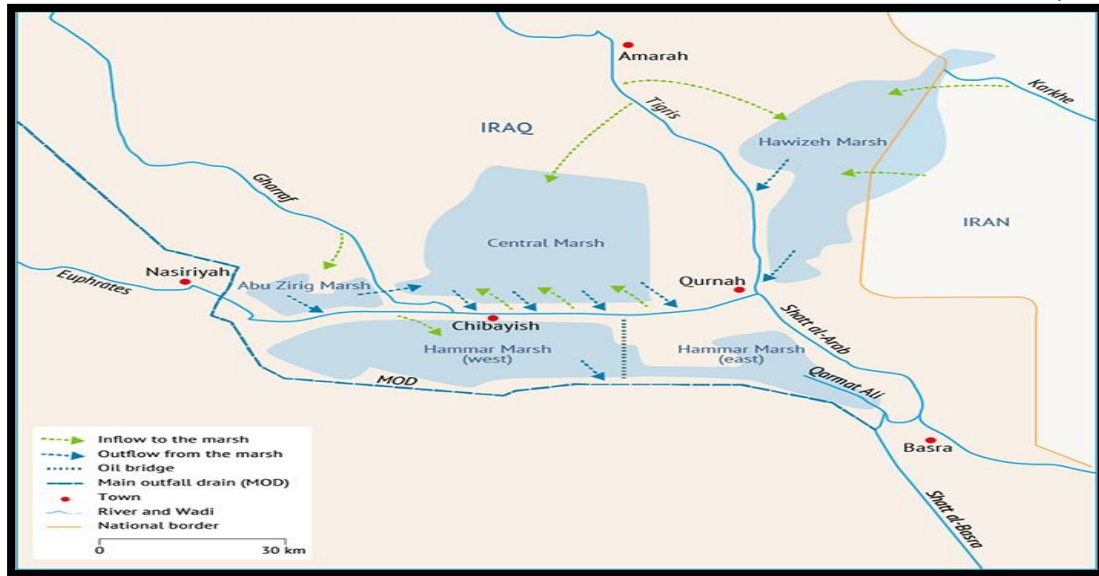 Amarah
Karkhe
Tigris
IRAQ
Hawizeh Marsh
Gharraf
IRAN
Central Marsh
Nasiriyah
Euphrates
Abu Zirig Marsh
Qurnah
Chibayish
Shatt al-Arab
Hammar Marsh
(west)
Hammar Marsh
(east)
MOD
Qarmat Ali
Basra
Shatt al-Basra
Inflow to the marsh
Outflow from the marsh
Oil bridge
Main outfall drain (MOD)
Town
River and Wadi
National border
0 30 km